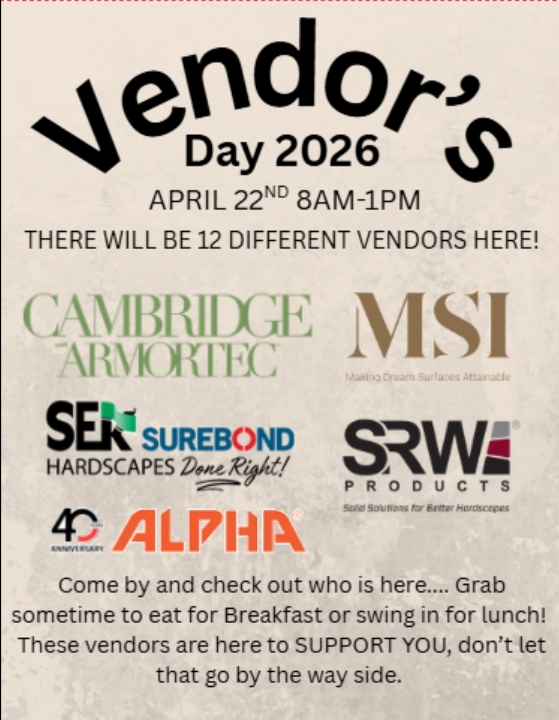 Vendor's
Day 2026
APRIL 22ND 8AM-1PM
THERE WILL BE 12 DIFFERENT VENDORS HERE!
CAMBRIDGE
WITH ARMORTEC
MSI
Making Dream Surfaces Attainable
SEK SUREBOND
HARDSCAPES Done Right!
SRW®
PRODUCTS
Solid Solutions for Better Hardscapes
40
ANNIVERSARY
ALPHA®
Come by and check out who is here.... Grab
sometime to eat for Breakfast or swing in for lunch!
These vendors are here to SUPPORT YOU, don't let
that go by the way side.